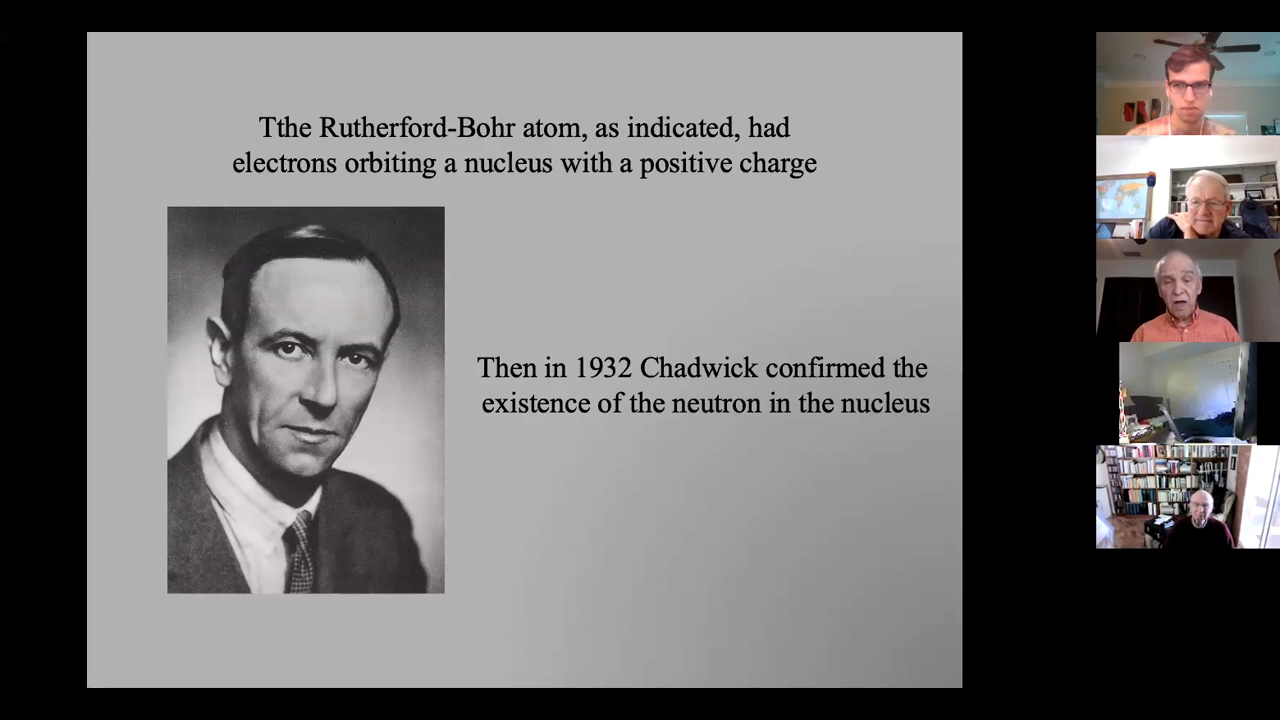 Tthe Rutherford-Bohr atom, as indicated, had
electrons orbiting a nucleus with a positive charge
Then in 1932 Chadwick confirmed the
existence of the neutron in the nucleus